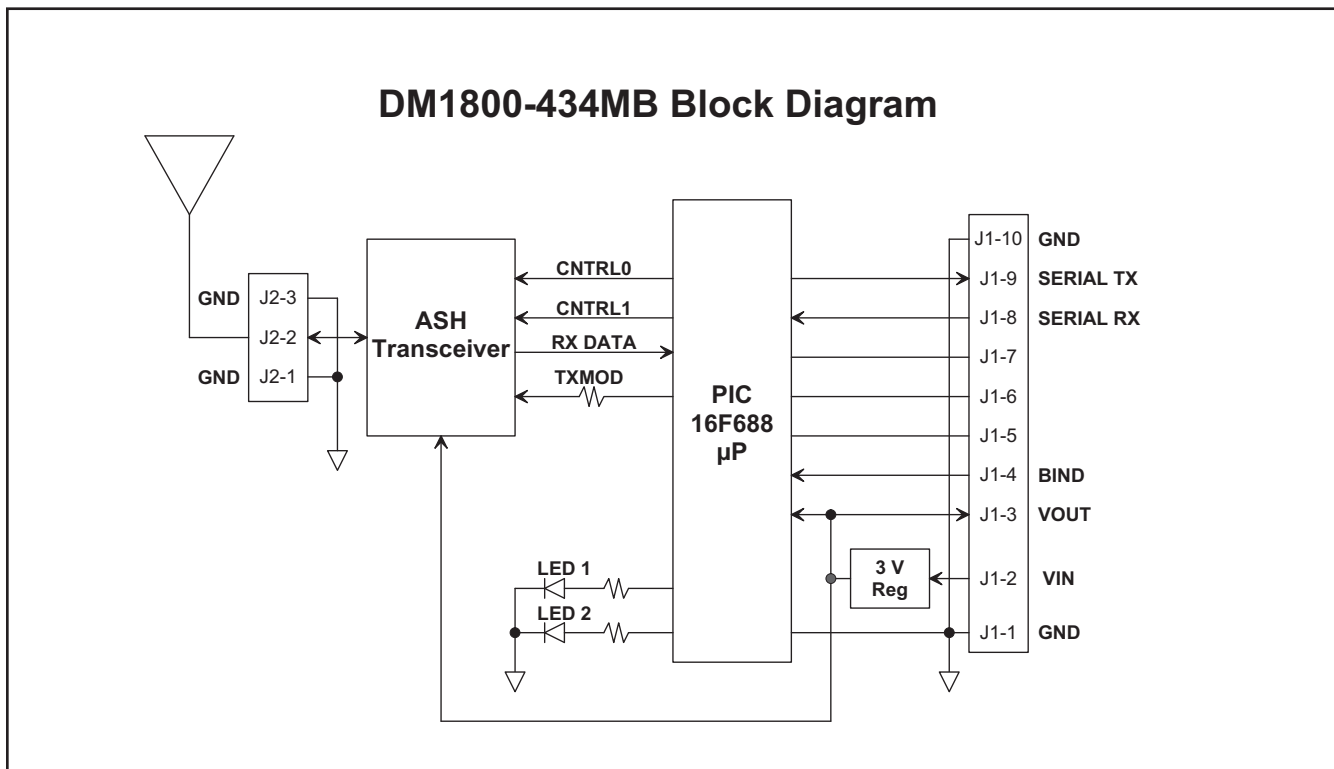 DM1800-434MB Block Diagram
GND J2-3
J2-2
GND J2-1
ASH
Transceiver
CNTRL0
CNTRL1
RX DATA
TXMOD
PIC
16F688
µP
LED 1
LED 2
3 V
Reg
J1-10 GND
J1-9 SERIAL TX
J1-8 SERIAL RX
J1-7
J1-6
J1-5
J1-4 BIND
J1-3 VOUT
J1-2 VIN
J1-1 GND